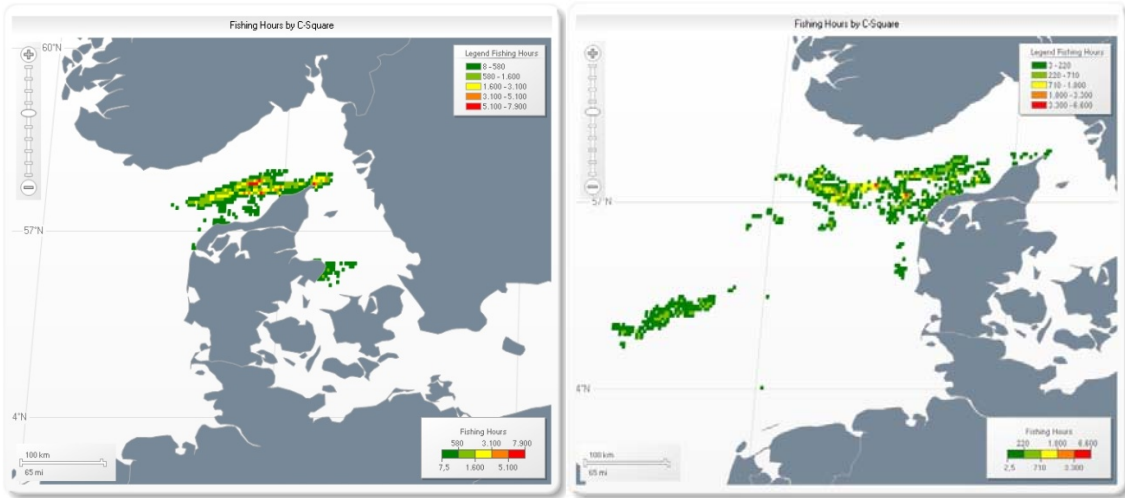 Fishing Hours by C-Square
60°N
Legend Fishing Hours
8 - 580
580 - 1.600
1.600 - 3.100
3.100 - 5.100
5.100 - 7.900
57°N
4°N
100 km
65 mi
Fishing Hours
580 3.100 7.900
7,5 1.600 5.100
Fishing Hours by C-Square
Legend Fishing Hours
3 - 220
220 - 710
710 - 1.800
1.800 - 3.300
3.300 - 6.600
57°N
4°N
100 km
65 mi
Fishing Hours
220 1.800 6.600
2,5 710 3.300